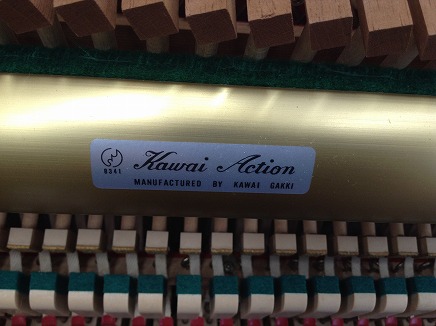 Kawai Action
8341
MANUFACTURED BY KAWAI GAKKI